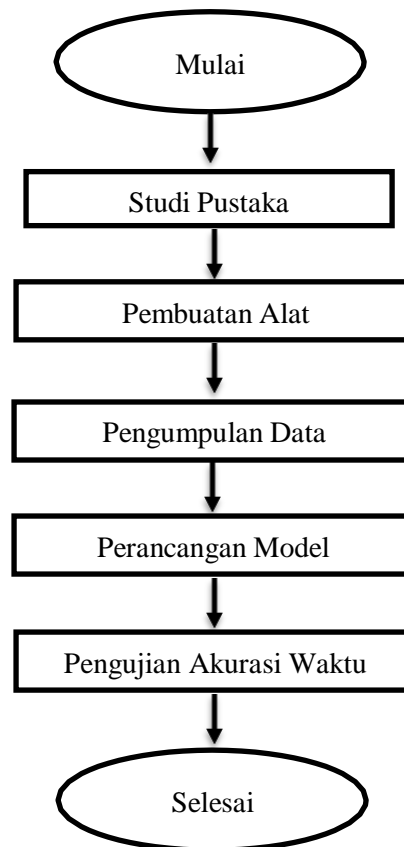 Mulai
Studi Pustaka
Pembuatan Alat
Pengumpulan Data
Perancangan Model
Pengujian Akurasi Waktu
Selesai